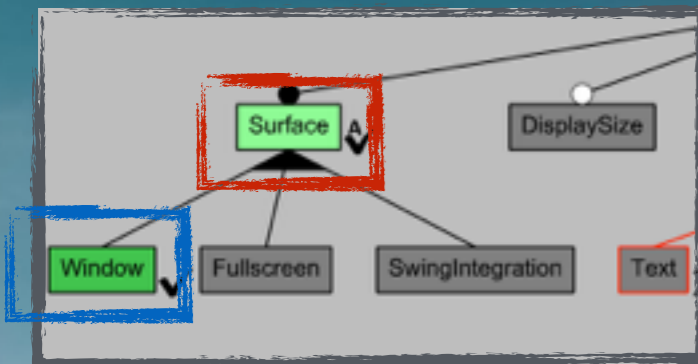 Surface
A
DisplaySize
Window
Fullscreen
SwingIntegration
Text